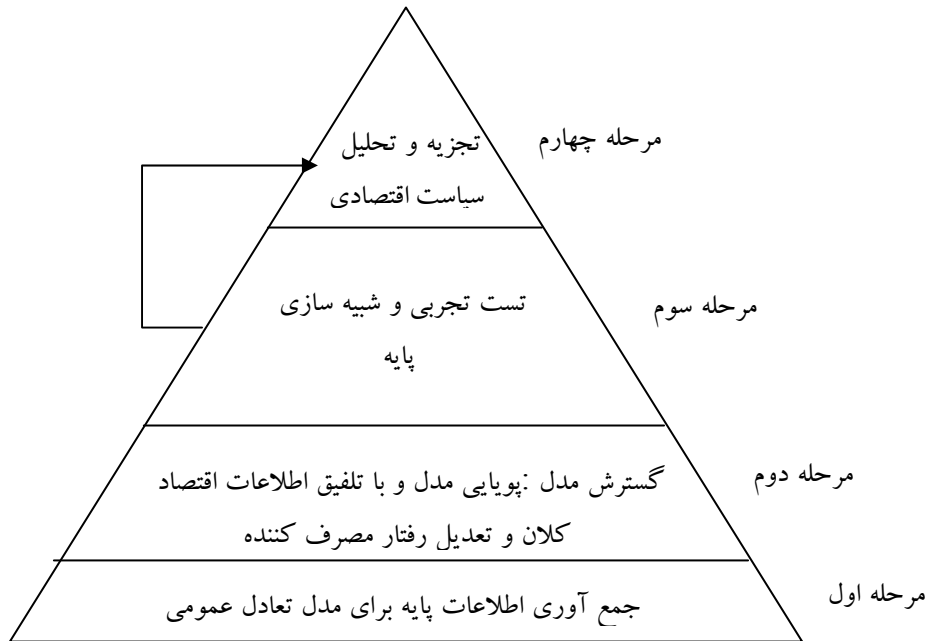 تجزیه و تحلیل
سیاست اقتصادی
مرحله چهارم
تست تجربی و شبیه سازی
پایه
مرحله سوم
گسترش مدل :پویایی مدل و با تلفیق اطلاعات اقتصاد
کلان و تعدیل رفتار مصرف کننده
مرحله دوم
جمع آوری اطلاعات پایه برای مدل تعادل عمومی
مرحله اول